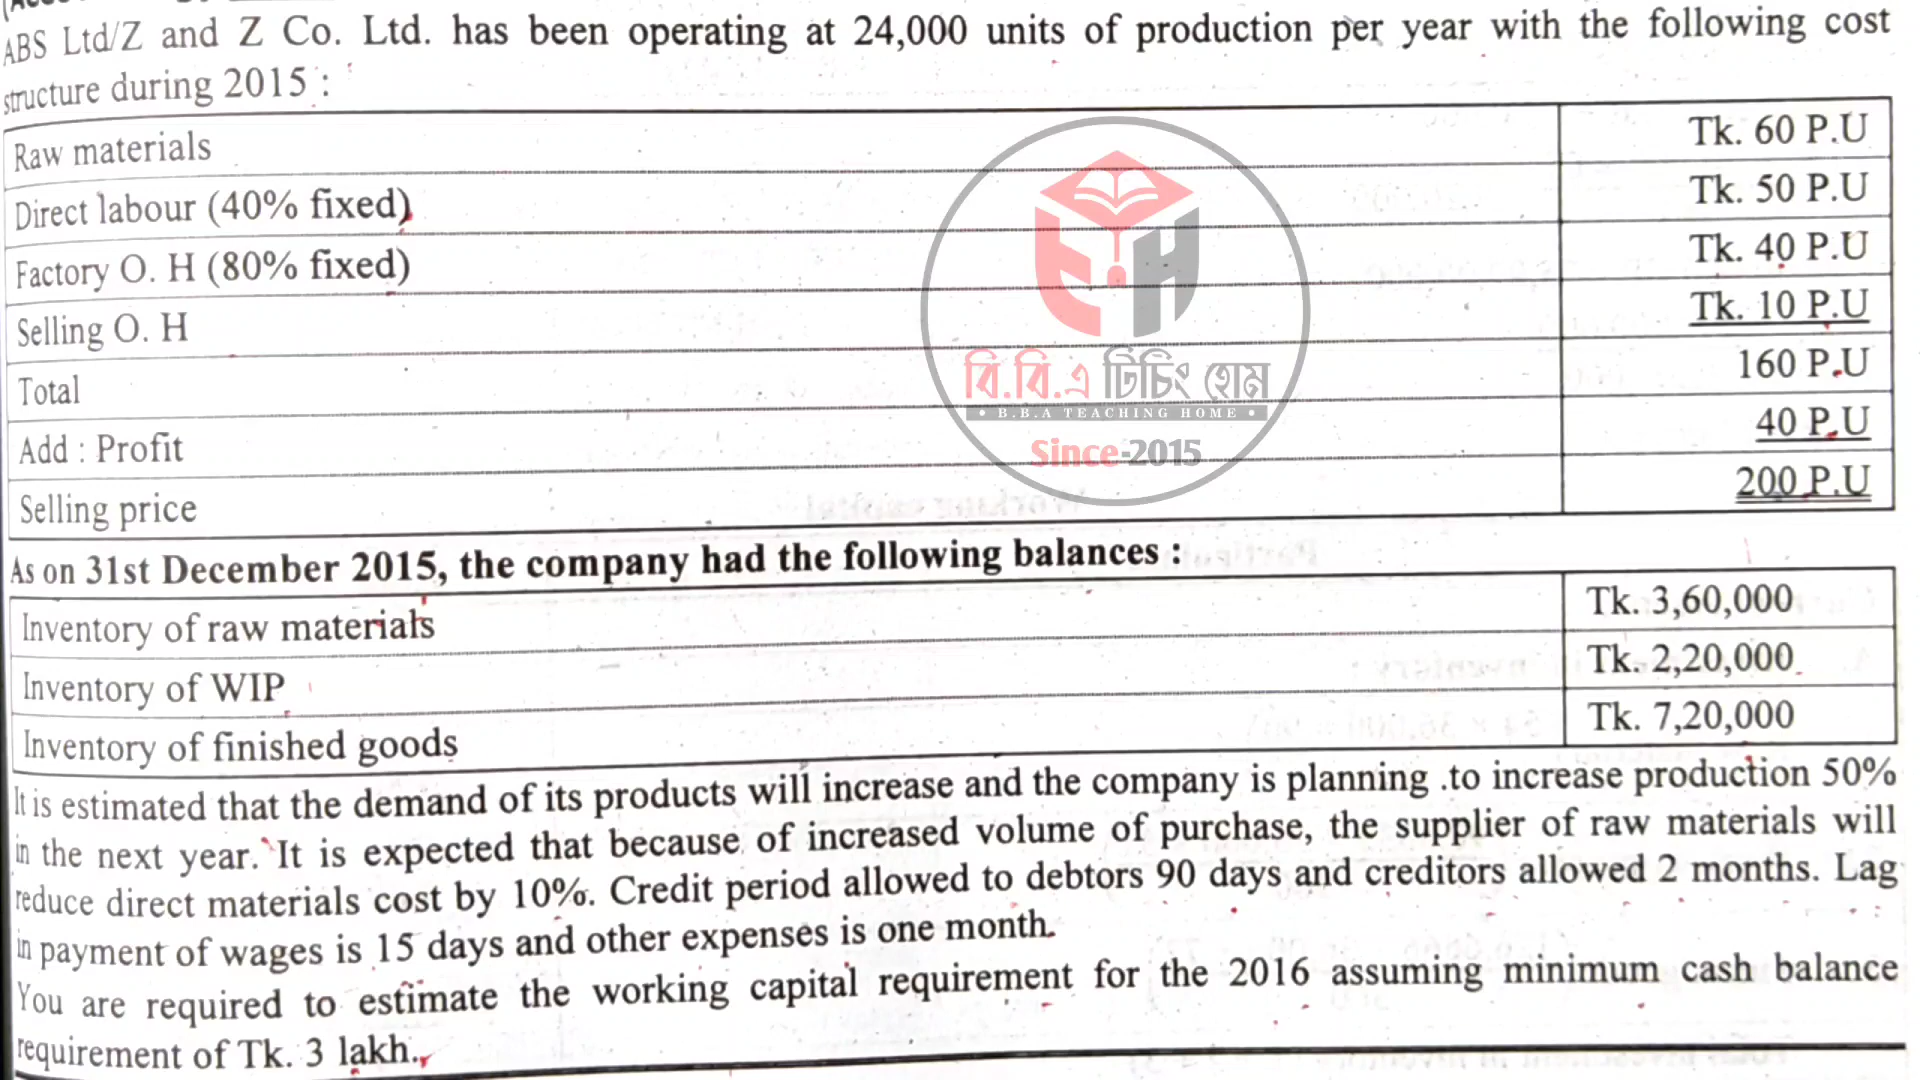 ABS Ltd/Z and Z Co. Ltd. has been operating at 24,000 units of production per year with the following cost
structure during 2015 :
Raw materials Tk. 60 P.U
Direct labour (40% fixed) Tk. 50 P.U
Factory O. H (80% fixed) Tk. 40 P.U
Selling O. H Tk. 10 P.U
Total 160 P.U
Add : Profit 40 P.U
Selling price 200 P.U
বি.বি.এ টিচিং হোম
• B.B.A TEACHING HOME •
Since-2015
As on 31st December 2015, the company had the following balances :
Inventory of raw materials Tk. 3,60,000
Inventory of WIP Tk. 2,20,000
Inventory of finished goods Tk. 7,20,000
It is estimated that the demand of its products will increase and the company is planning .to increase production 50%
in the next year. It is expected that because of increased volume of purchase, the supplier of raw materials will
reduce direct materials cost by 10%. Credit period allowed to debtors 90 days and creditors allowed 2 months. Lag
in payment of wages is 15 days and other expenses is one month.
You are required to estimate the working capital requirement for the 2016 assuming minimum cash balance
requirement of Tk. 3 lakh.